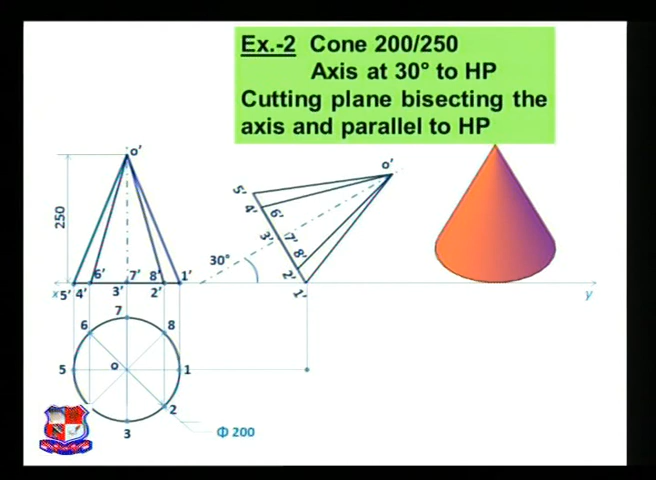 Ex.-2 Cone 200/250
Axis at 30° to HP
Cutting plane bisecting the
axis and parallel to HP
o’
o’
250
5’
4’
6’
3’
7’
8’
2’
1’
30°
6’
7’
8’
1’
x
5’
4’
3’
2’
y
7
6
8
o
5
1
2
3
Φ 200